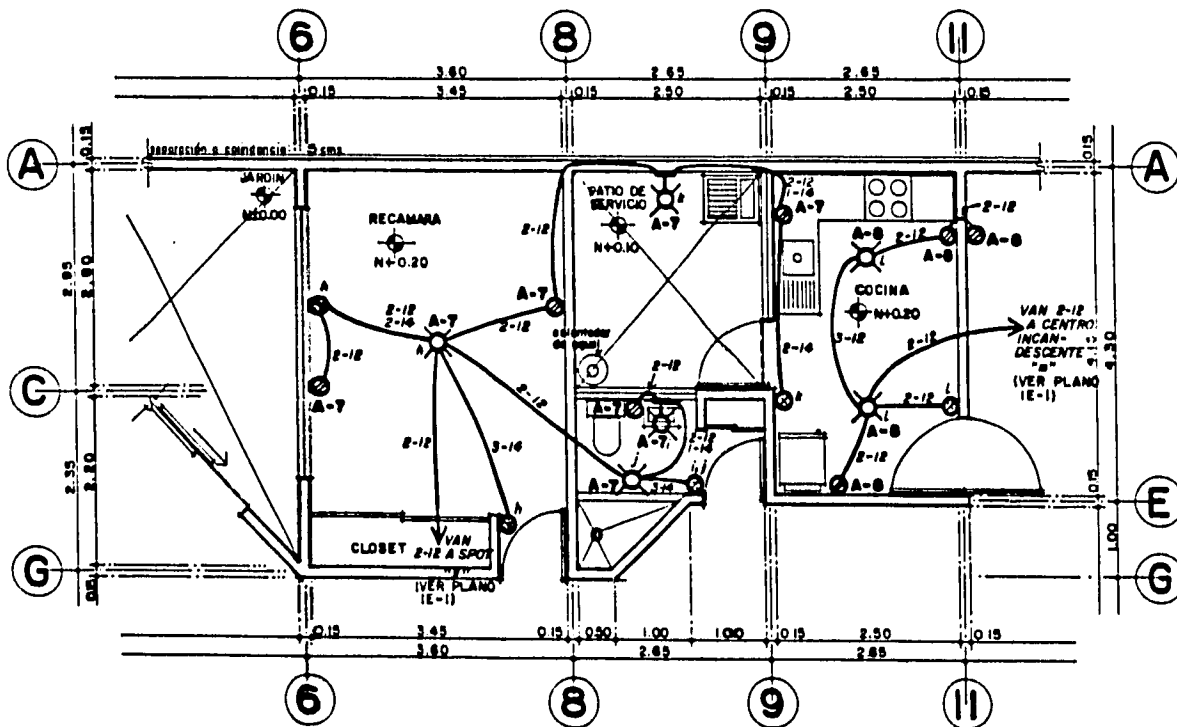 6
8
9
11
3.60
2.65
2.65
0.15
3.45
0.15
2.50
0.15
2.50
0.15
A
A
0.15
0.15
JARDIN
N±0.00
RECAMARA
N+0.20
2-12
PATIO DE
SERVICIO
N+0.10
k
A-7
2-12
1-14
A-7
2-12
A-8
2-12
A-8
A-8
i
COCINA
N+0.20
2.95
2.80
h
2-12
2-14
A-7
h
2-12
A-7
2-12
A-7
2-12
2-12
A-7
A-7
2-12
1-14
2-14
k
3-12
2-12
2-12
A-8
2-12
A-8
VAN 2-12
A CENTRO
INCAN-
DESCENTE
"m"
(VER PLANO
(E-1)
4.30
C
2.35
2.20
2-12
3-14
h
A-7
3-14
0.15
E
1.00
CLOSET
VAN
2-12 A SPOT
(VER PLANO
(E-1)
G
0.15
G
0.15
3.45
0.15
0.50
1.00
1.00
0.15
2.50
0.15
3.60
2.65
2.65
6
8
9
11